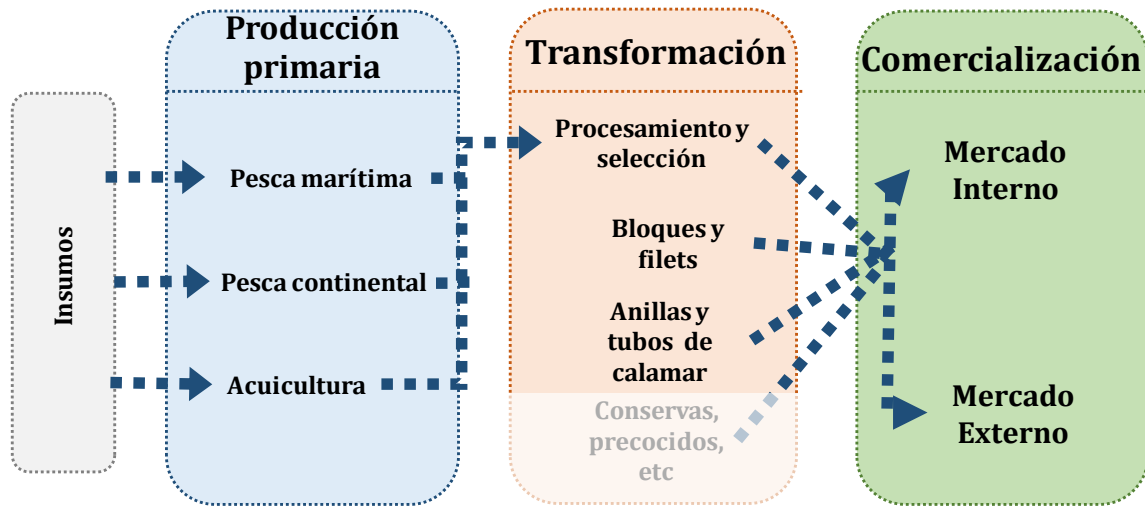 Insumos
Producción
primaria
Pesca marítima
Pesca continental
Acuicultura
Transformación
Procesamiento y
selección
Bloques y
filets
Anillas y
tubos de
calamar
Conservas,
precocidos,
etc
Comercialización
Mercado
Interno
Mercado
Externo